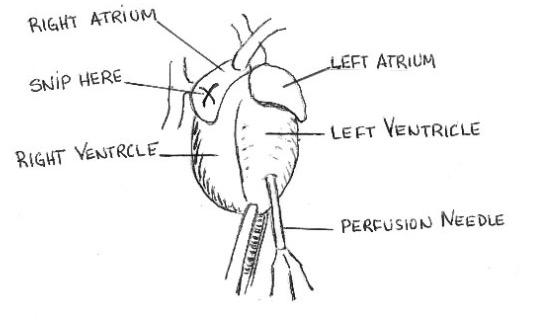 RIGHT ATRIUM
SNIP HERE
RIGHT VENTRCLE
LEFT ATRIUM
LEFT VENTRICLE
PERFUSION NEEDLE